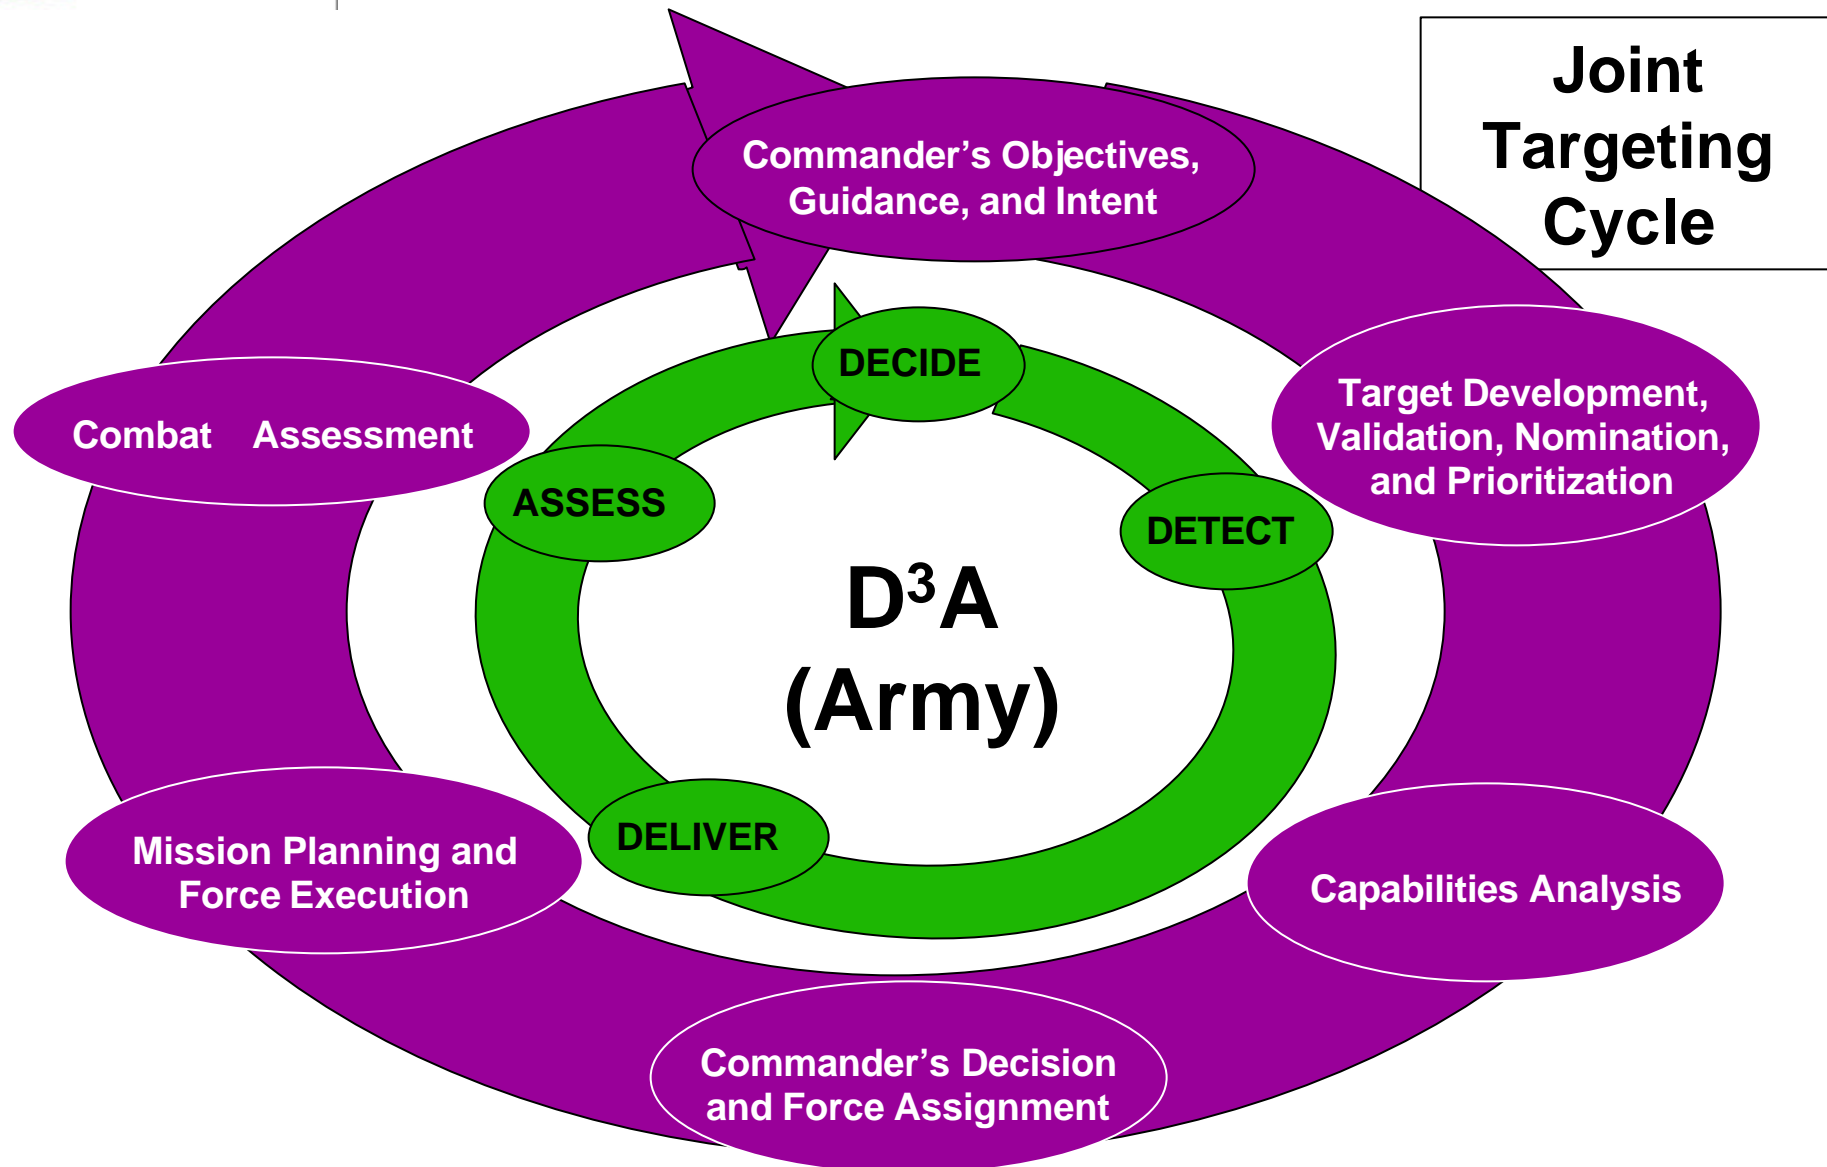 Joint
Targeting
Cycle
Commander’s Objectives,
Guidance, and Intent
Target Development,
Validation, Nomination,
and Prioritization
Capabilities Analysis
Commander’s Decision
and Force Assignment
Mission Planning and
Force Execution
Combat Assessment
DECIDE
DETECT
DELIVER
ASSESS
D³A
(Army)